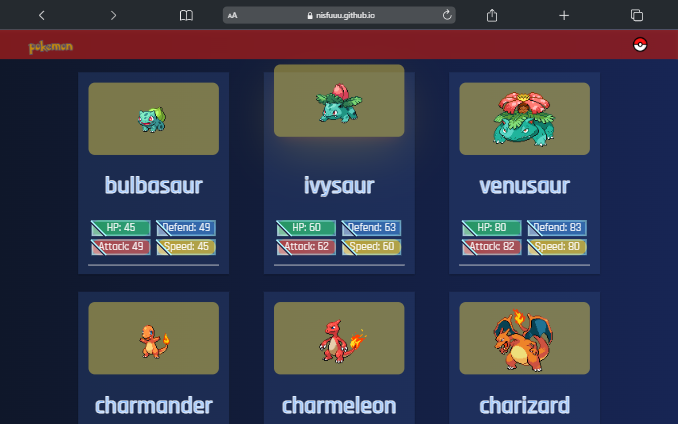 AA nisfuuu.github.io
pokemon
bulbasaur ivysaur venusaur
HP: 45 Defend: 49 HP: 60 Defend: 63 HP: 80 Defend: 83
Attack: 49 Speed: 45 Attack: 62 Speed: 60 Attack: 82 Speed: 80
charmander charmeleon charizard